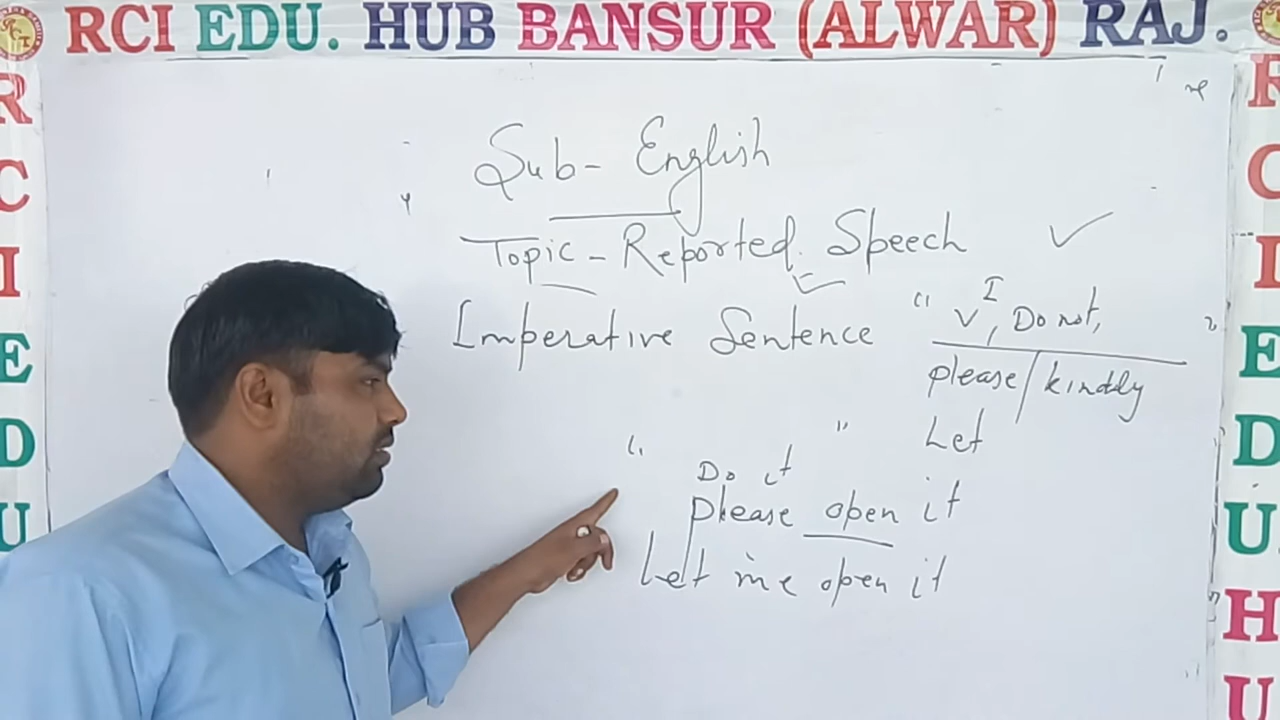 RCI EDU. HUB BANSUR (ALWAR) RAJ.
Sub- English
Topic - Reported Speech
Imperative Sentence
" V I, Do not,
please/kindly
Let
" Do it "
please open it
Let me open it
R
C
I
E
D
U
R
C
I
E
D
U
H
U